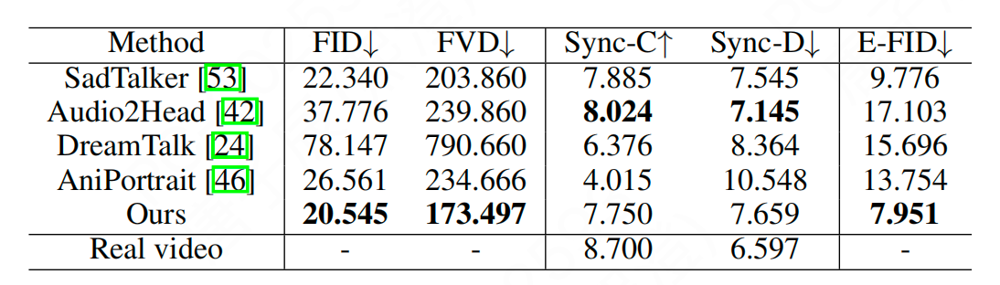 Method FID↓ FVD↓ Sync-C↑ Sync-D↓ E-FID↓
SadTalker [53] 22.340 203.860 7.885 7.545 9.776
Audio2Head [42] 37.776 239.860 8.024 7.145 17.103
DreamTalk [24] 78.147 790.660 6.376 8.364 15.696
AniPortrait [46] 26.561 234.666 4.015 10.548 13.754
Ours 20.545 173.497 7.750 7.659 7.951
Real video - - 8.700 6.597 -